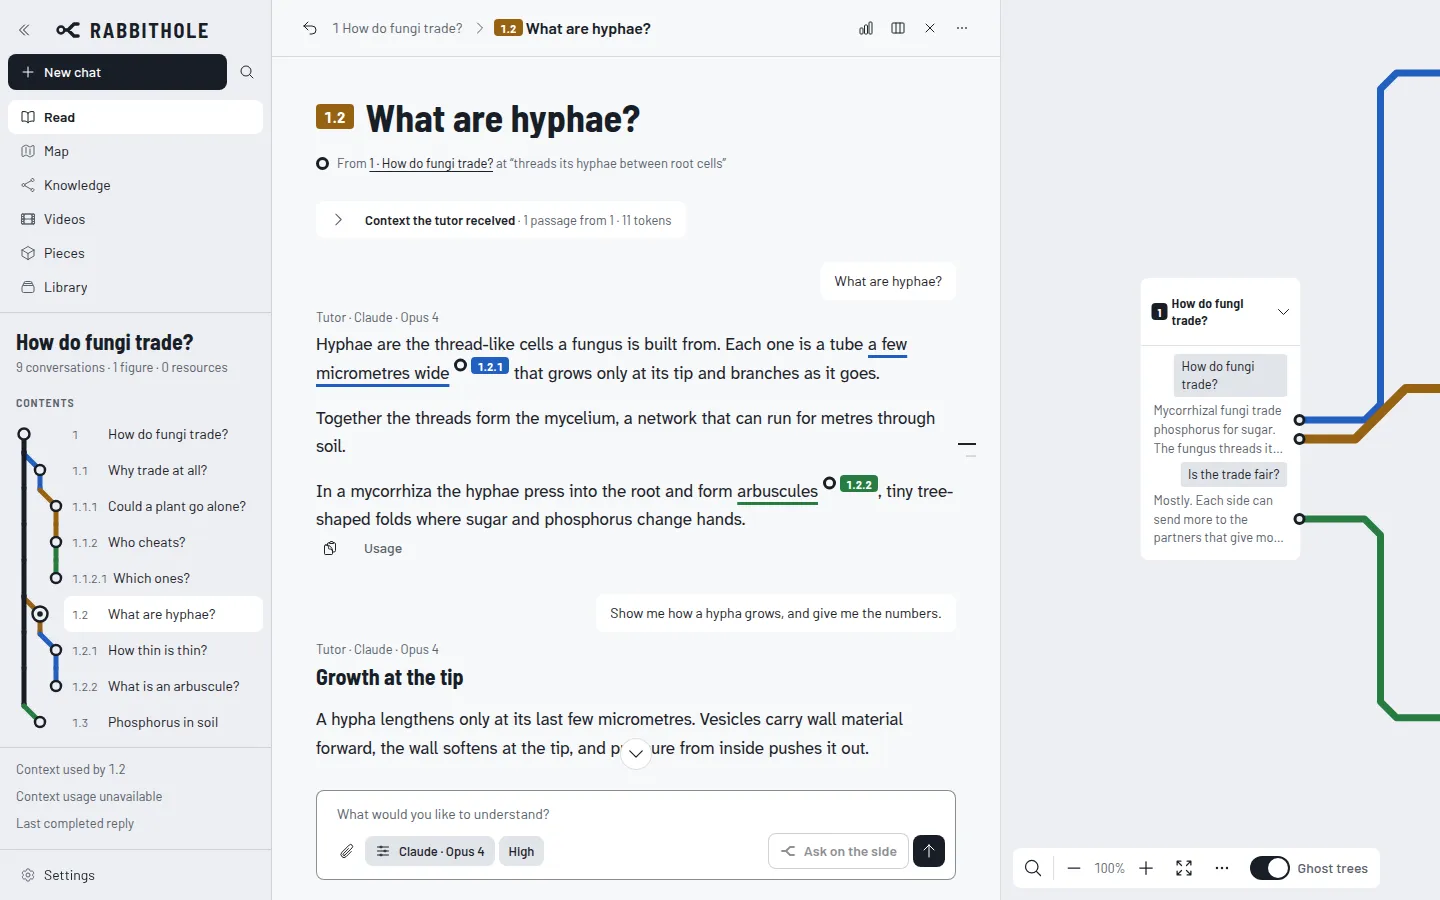 RABBITHOLE
New chat
Read
Map
Knowledge
Videos
Pieces
Library
How do fungi trade?
9 conversations · 1 figure · 0 resources
CONTENTS
1 How do fungi trade?
1.1 Why trade at all?
1.1.1 Could a plant go alone?
1.1.2 Who cheats?
1.1.2.1 Which ones?
1.2 What are hyphae?
1.2.1 How thin is thin?
1.2.2 What is an arbuscule?
1.3 Phosphorus in soil
Context used by 1.2
Context usage unavailable
Last completed reply
Settings
1 How do fungi trade? 1.2 What are hyphae?
1.2 What are hyphae?
From 1 · How do fungi trade? at “threads its hyphae between root cells”
Context the tutor received · 1 passage from 1 · 11 tokens
What are hyphae?
Tutor · Claude · Opus 4
Hyphae are the thread-like cells a fungus is built from. Each one is a tube a few
micrometres wide 1.2.1 that grows only at its tip and branches as it goes.
Together the threads form the mycelium, a network that can run for metres through
soil.
In a mycorrhiza the hyphae press into the root and form arbuscules 1.2.2 , tiny tree-
shaped folds where sugar and phosphorus change hands.
Usage
Show me how a hypha grows, and give me the numbers.
Tutor · Claude · Opus 4
Growth at the tip
A hypha lengthens only at its last few micrometres. Vesicles carry wall material
forward, the wall softens at the tip, and ure from inside pushes it out.
What would you like to understand?
Claude · Opus 4
High
Ask on the side
1 How do fungi
trade?
How do fungi
trade?
Mycorrhizal fungi trade
phosphorus for sugar.
The fungus threads it...
Is the trade fair?
Mostly. Each side can
send more to the
partners that give mo...
100%
Ghost trees